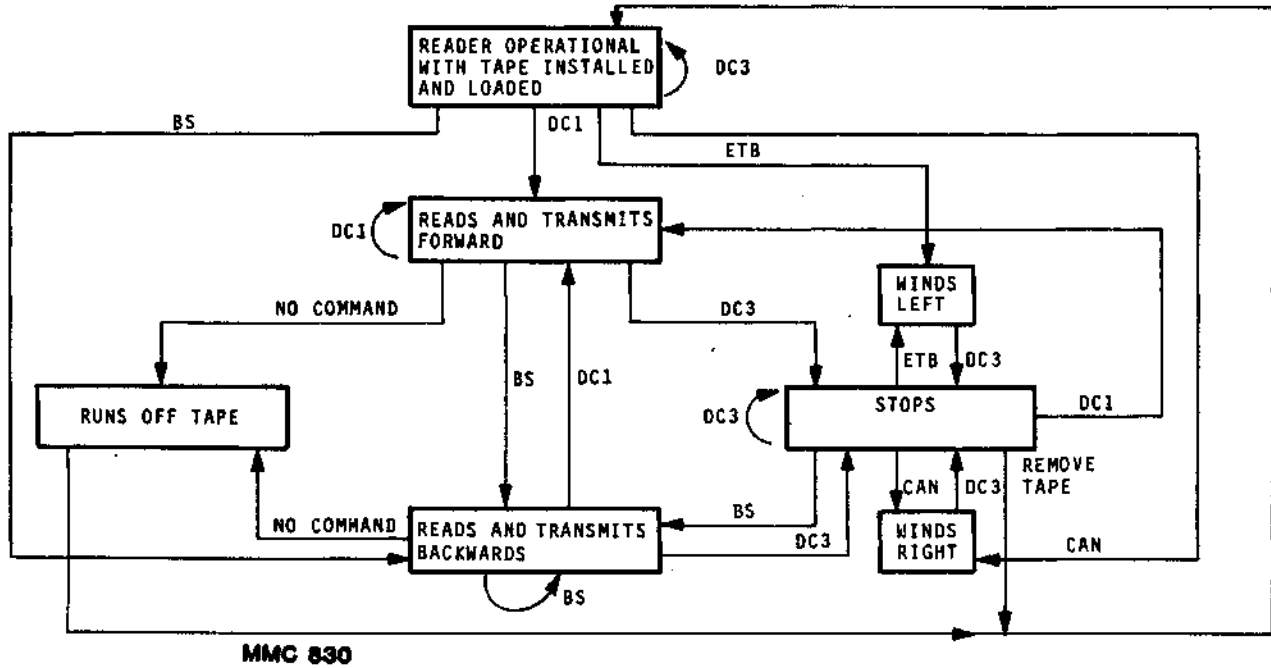 READER OPERATIONAL
WITH TAPE INSTALLED
AND LOADED
DC3
BS
DC1
ETB
CAN
READS AND TRANSMITS
FORWARD
DC1
NO COMMAND
BS
DC1
DC3
WINDS
LEFT
ETB
DC3
RUNS OFF TAPE
DC3
STOPS
DC1
REMOVE
TAPE
CAN
DC3
BS
NO COMMAND
READS AND TRANSMITS
BACKWARDS
DC3
WINDS
RIGHT
BS
MMC 830